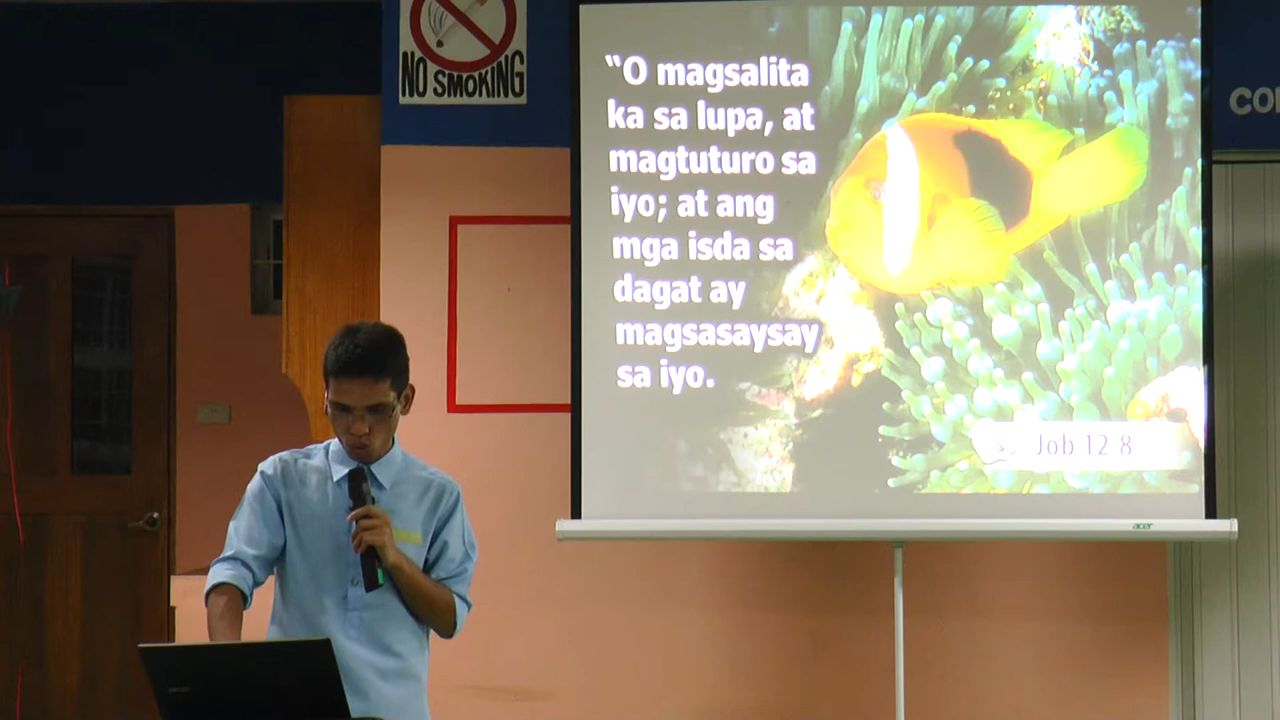 NO SMOKING
“O magsalita
ka sa lupa, at
magtuturo sa
iyo; at ang
mga isda sa
dagat ay
magsasaysay
sa iyo.
Job 12 8
acer